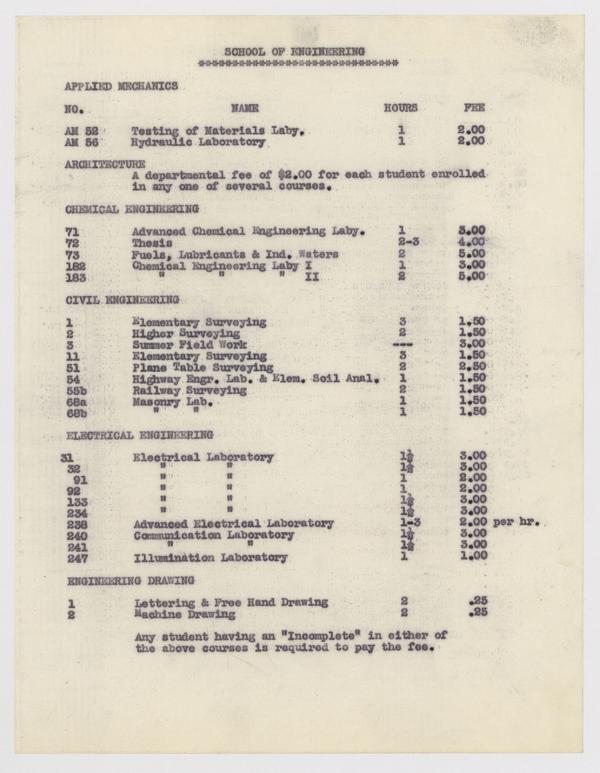 SCHOOL OF ENGINEERING
******************************
APPLIED MECHANICS
NO. NAME HOURS FEE
AM 52 Testing of Materials Laby. 1 2.00
AM 56 Hydraulic Laboratory 1 2.00
ARCHITECTURE
A departmental fee of $2.00 for each student enrolled
in any one of several courses.
CHEMICAL ENGINEERING
71 Advanced Chemical Engineering Laby. 1 3.00
72 Thesis 2-3 4.00
73 Fuels, Lubricants & Ind. Waters 2 5.00
182 Chemical Engineering Laby I 1 3.00
183 " " " II 2 5.00
CIVIL ENGINEERING
1 Elementary Surveying 3 1.50
2 Higher Surveying 2 1.50
3 Summer Field Work --- 3.00
11 Elementary Surveying 3 1.50
51 Plane Table Surveying 2 2.50
54 Highway Engr. Lab. & Elem. Soil Anal. 1 1.50
55b Railway Surveying 2 1.50
68a Masonry Lab. 1 1.50
68b " " 1 1.50
ELECTRICAL ENGINEERING
31 Electrical Laboratory 1½ 3.00
32 " " 1½ 3.00
91 " " 1 2.00
92 " " 1 2.00
133 " " 1½ 3.00
234 " " 1½ 3.00
238 Advanced Electrical Laboratory 1-3 2.00 per hr.
240 Communication Laboratory 1½ 3.00
241 " " 1½ 3.00
247 Illumination Laboratory 1 1.00
ENGINEERING DRAWING
1 Lettering & Free Hand Drawing 2 .25
2 Machine Drawing 2 .25
Any student having an "Incomplete" in either of
the above courses is required to pay the fee.